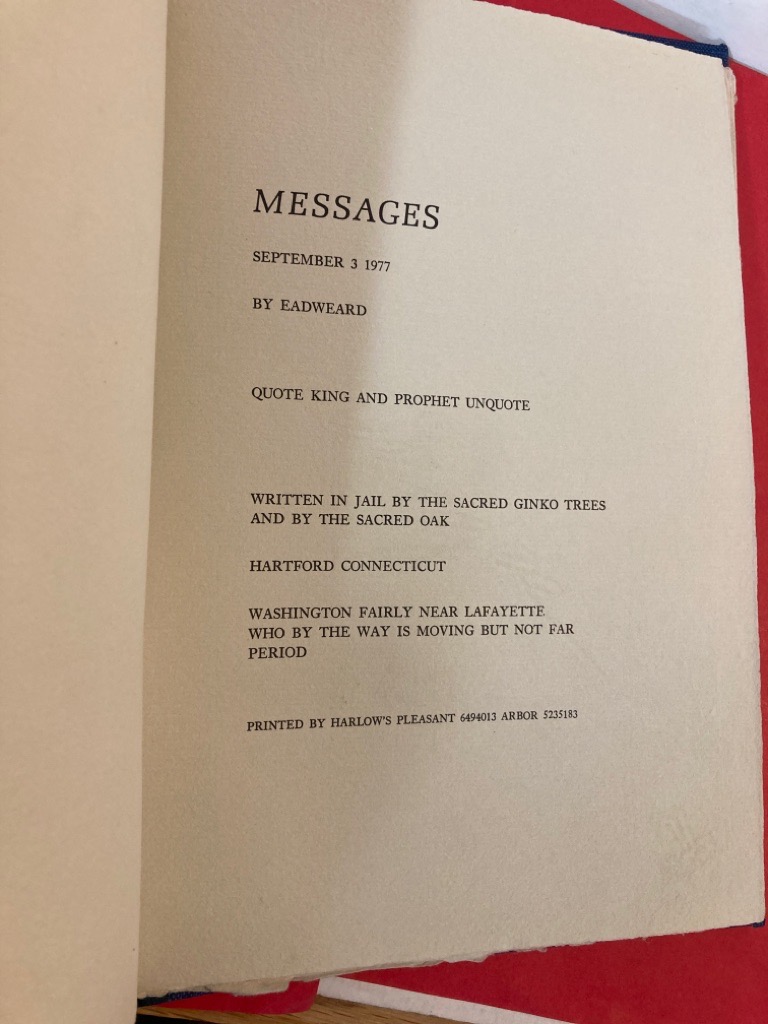 MESSAGES
SEPTEMBER 3 1977
BY EADWEARD
QUOTE KING AND PROPHET UNQUOTE
WRITTEN IN JAIL BY THE SACRED GINKO TREES
AND BY THE SACRED OAK
HARTFORD CONNECTICUT
WASHINGTON FAIRLY NEAR LAFAYETTE
WHO BY THE WAY IS MOVING BUT NOT FAR
PERIOD
PRINTED BY HARLOW'S PLEASANT 6494013 ARBOR 5235183